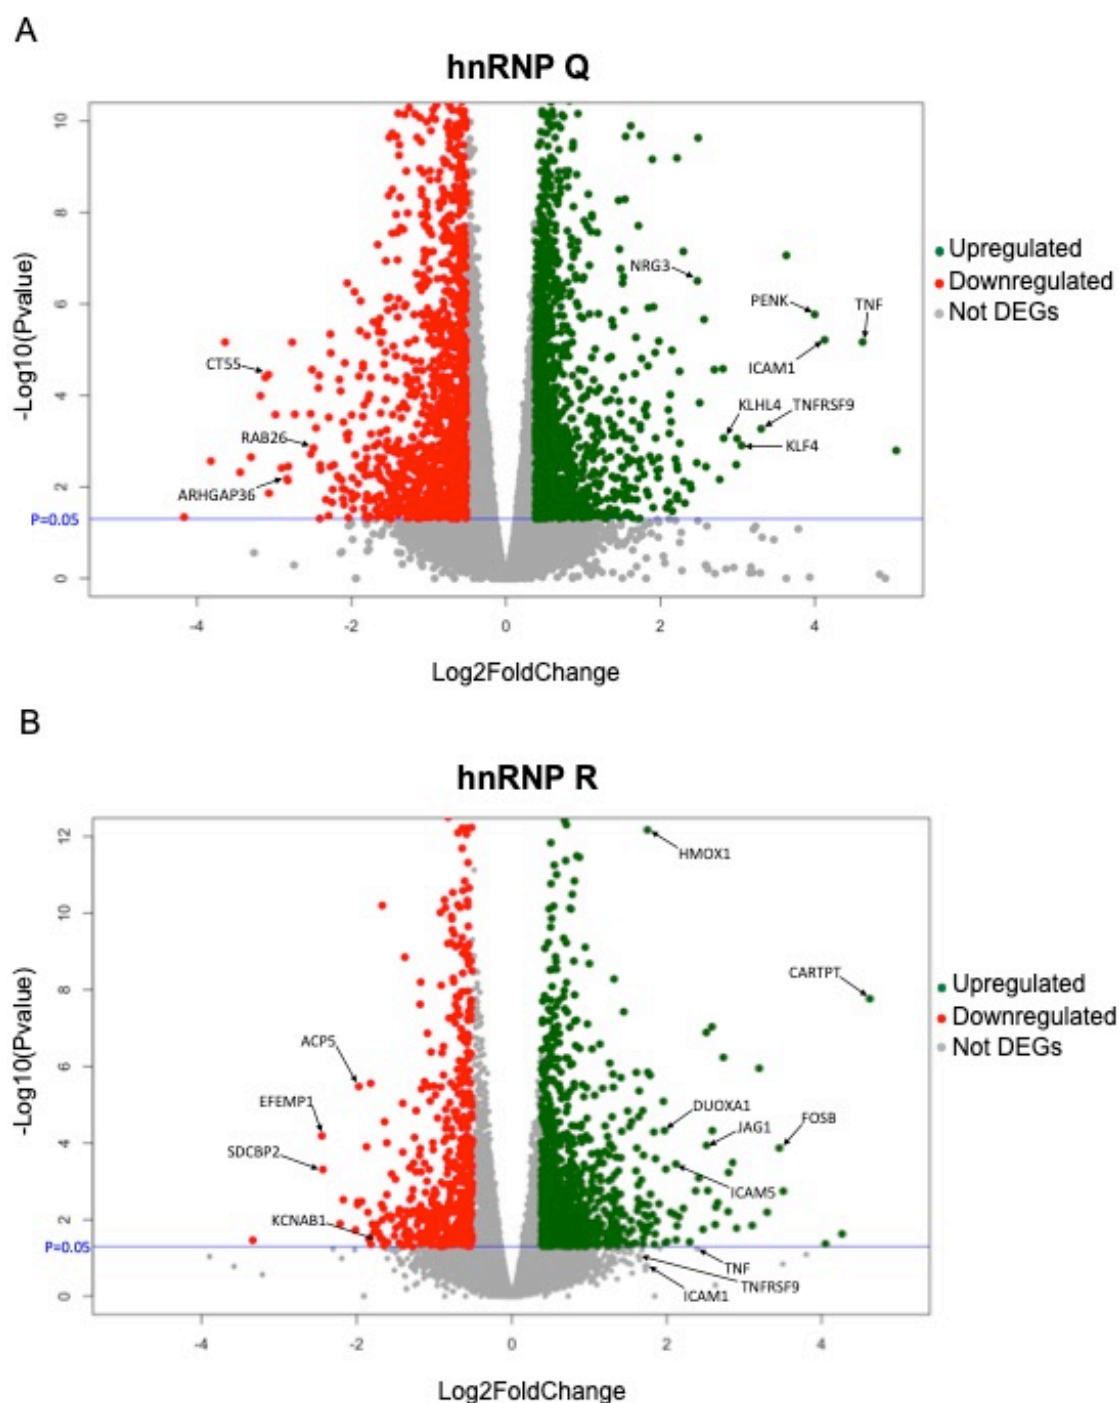 A
hnRNP Q
10
8
6
4
2
0
-Log10(Pvalue)
P=0.05
NRG3
PENK
TNF
ICAM1
CT55
KLHL4
TNFRSF9
RAB26
KLF4
ARHGAP36
Upregulated
Downregulated
Not DEGs
-4 -2 0 2 4
Log2FoldChange
B
hnRNP R
12
10
8
6
4
2
0
-Log10(Pvalue)
P=0.05
HMOX1
CARTPT
ACP5
EFEMP1
DUOXA1
FOSB
JAG1
SDCBP2
ICAM5
KCNAB1
TNF
TNFRSF9
ICAM1
Upregulated
Downregulated
Not DEGs
-4 -2 0 2 4
Log2FoldChange